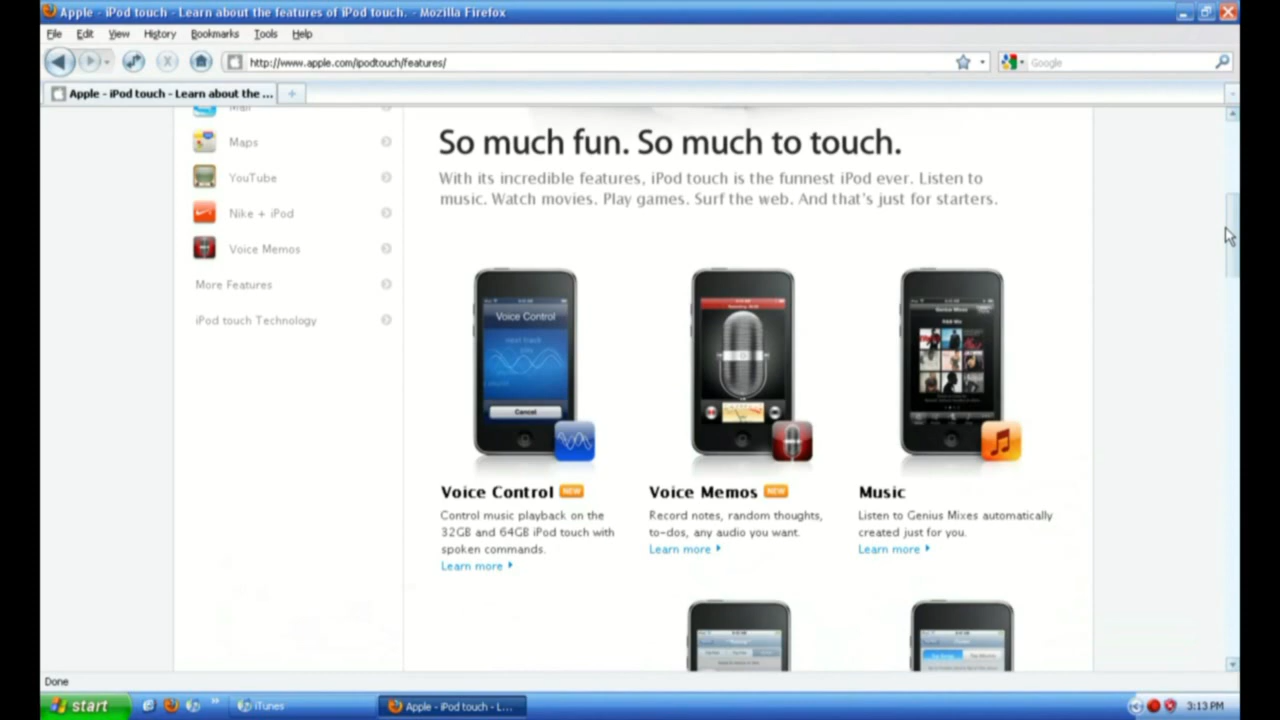 Apple - iPod touch - Learn about the features of iPod touch. - Mozilla Firefox
File Edit View History Bookmarks Tools Help
http://www.apple.com/ipodtouch/features/
Google
Apple - iPod touch - Learn about the ...
Mail
Maps
YouTube
Nike + iPod
Voice Memos
More Features
iPod touch Technology
So much fun. So much to touch.
With its incredible features, iPod touch is the funnest iPod ever. Listen to
music. Watch movies. Play games. Surf the web. And that's just for starters.
Voice Control
next track
Cancel
Voice Control NEW
Control music playback on the
32GB and 64GB iPod touch with
spoken commands.
Learn more
Voice Memos NEW
Record notes, random thoughts,
to-dos, any audio you want.
Learn more
Genius Mixes
Music
Listen to Genius Mixes automatically
created just for you.
Learn more
Done
start
iTunes
Apple - iPod touch - L...
3:13 PM